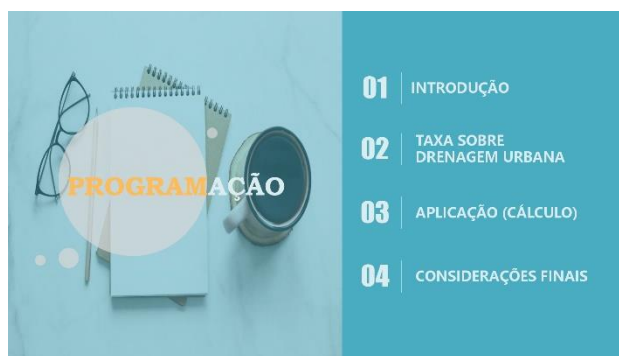 PROGRAMAÇÃO
01 INTRODUÇÃO
02 TAXA SOBRE
DRENAGEM URBANA
03 APLICAÇÃO (CÁLCULO)
04 CONSIDERAÇÕES FINAIS